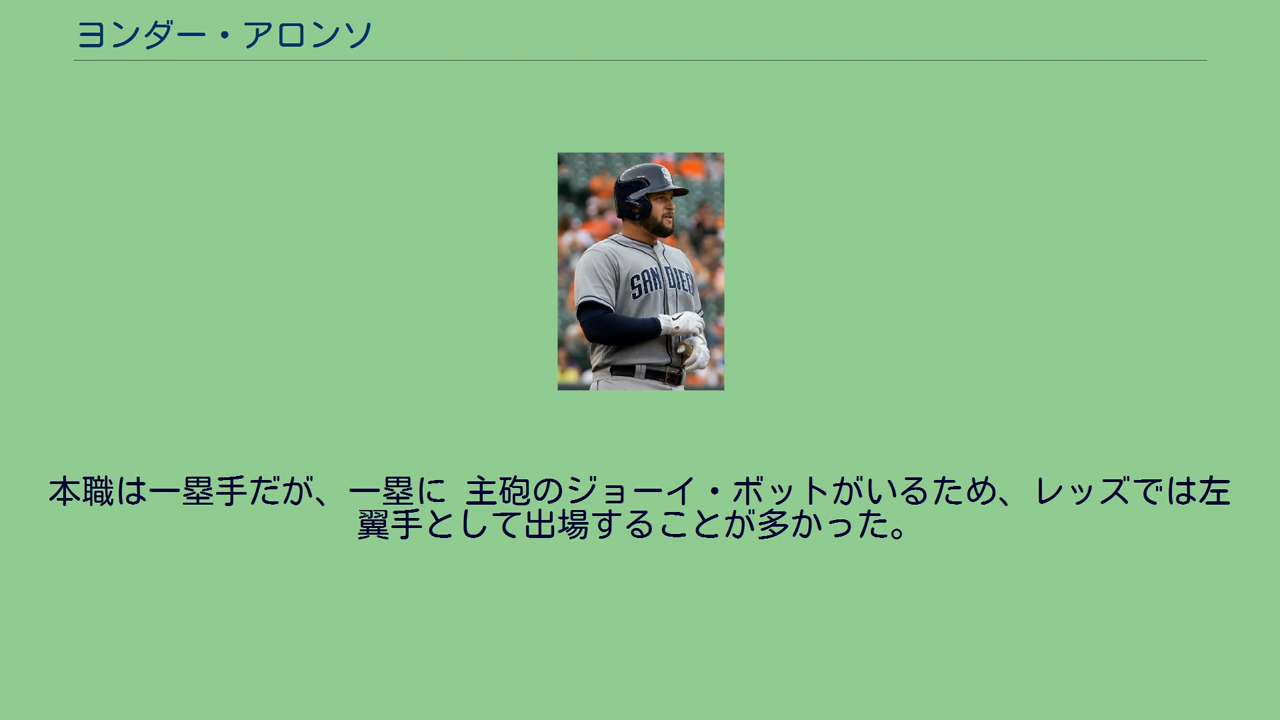 ヨンダー・アロンソ
SAN DIEGO
本職は一塁手だが、一塁に 主砲のジョーイ・ボットがいるため、レッズでは左
翼手として出場することが多かった。